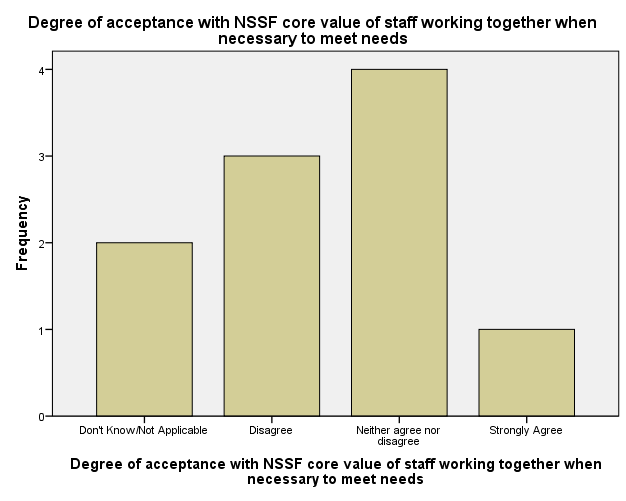 Degree of acceptance with NSSF core value of staff working together when
necessary to meet needs
Frequency
4
3
2
1
0
Don't Know/Not Applicable
Disagree
Neither agree nor
disagree
Strongly Agree
Degree of acceptance with NSSF core value of staff working together when
necessary to meet needs